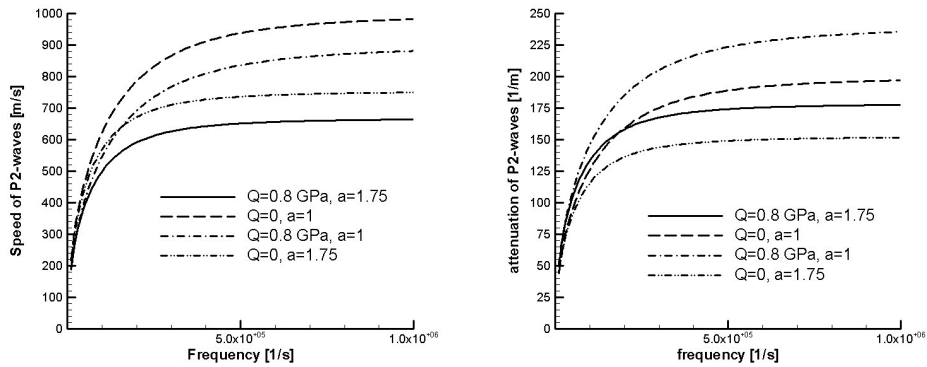 Speed of P2-waves [m/s]
1000
900
800
700
600
500
400
300
200
100
0
Q=0.8 GPa, a=1.75
Q=0, a=1
Q=0.8 GPa, a=1
Q=0, a=1.75
5.0x10+05
1.0x10+06
Frequency [1/s]
attenuation of P2-waves [1/m]
250
225
200
175
150
125
100
75
50
25
0
Q=0.8 GPa, a=1.75
Q=0, a=1
Q=0.8 GPa, a=1
Q=0, a=1.75
5.0x10+05
1.0x10+06
frequency [1/s]